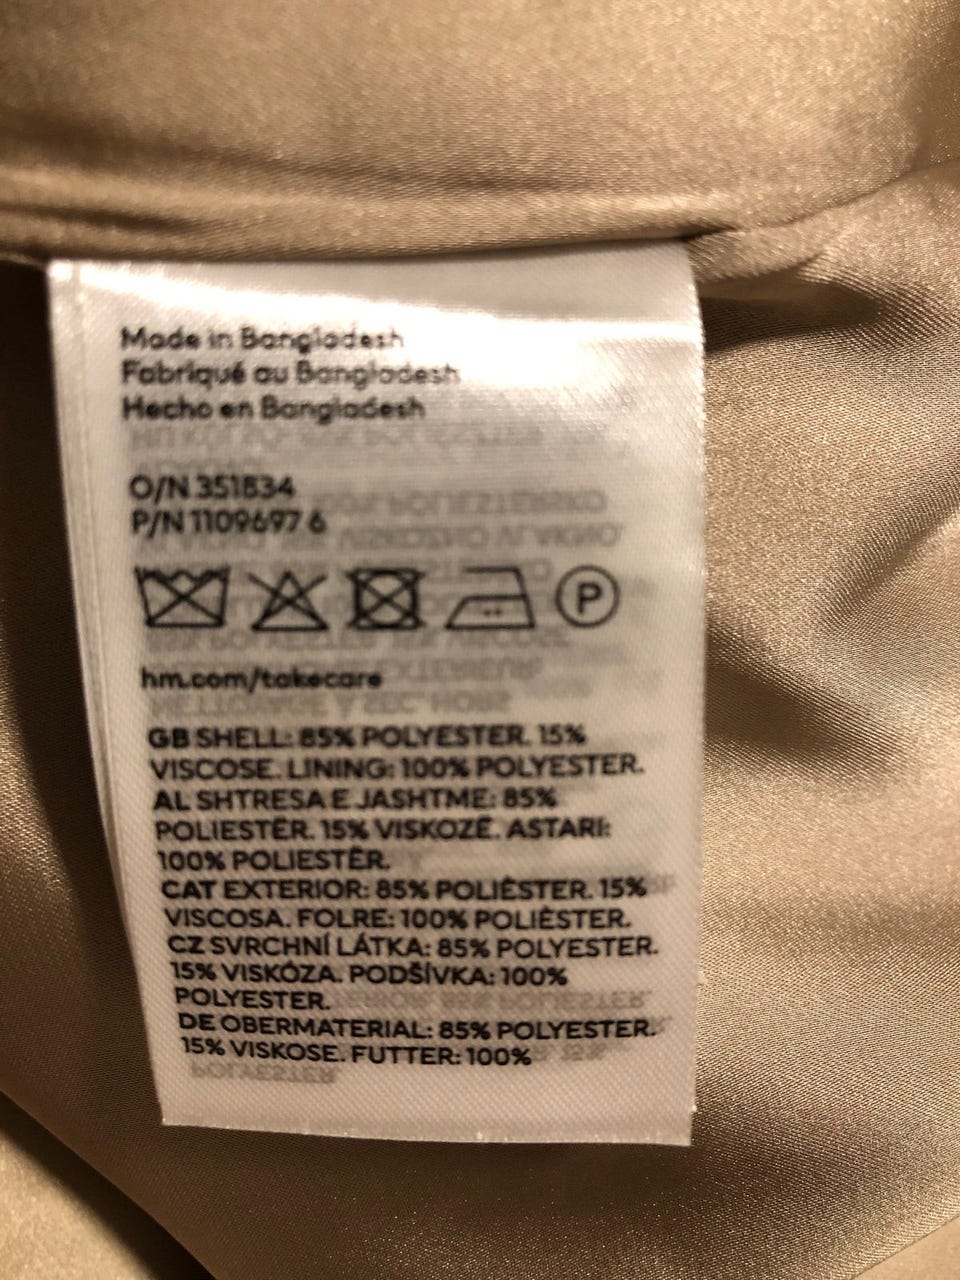 Made in Bangladesh
Fabriqué au Bangladesh
Hecho en Bangladesh
O/N 351834
P/N 1109697 6
P
hm.com/takecare
GB SHELL: 85% POLYESTER. 15%
VISCOSE. LINING: 100% POLYESTER.
AL SHTRESA E JASHTME: 85%
POLIESTËR. 15% VISKOZË. ASTARI:
100% POLIESTËR.
CAT EXTERIOR: 85% POLIÈSTER. 15%
VISCOSA. FOLRE: 100% POLIÈSTER.
CZ SVRCHNÍ LÁTKA: 85% POLYESTER.
15% VISKÓZA. PODŠÍVKA: 100%
POLYESTER.
DE OBERMATERIAL: 85% POLYESTER.
15% VISKOSE. FUTTER: 100%